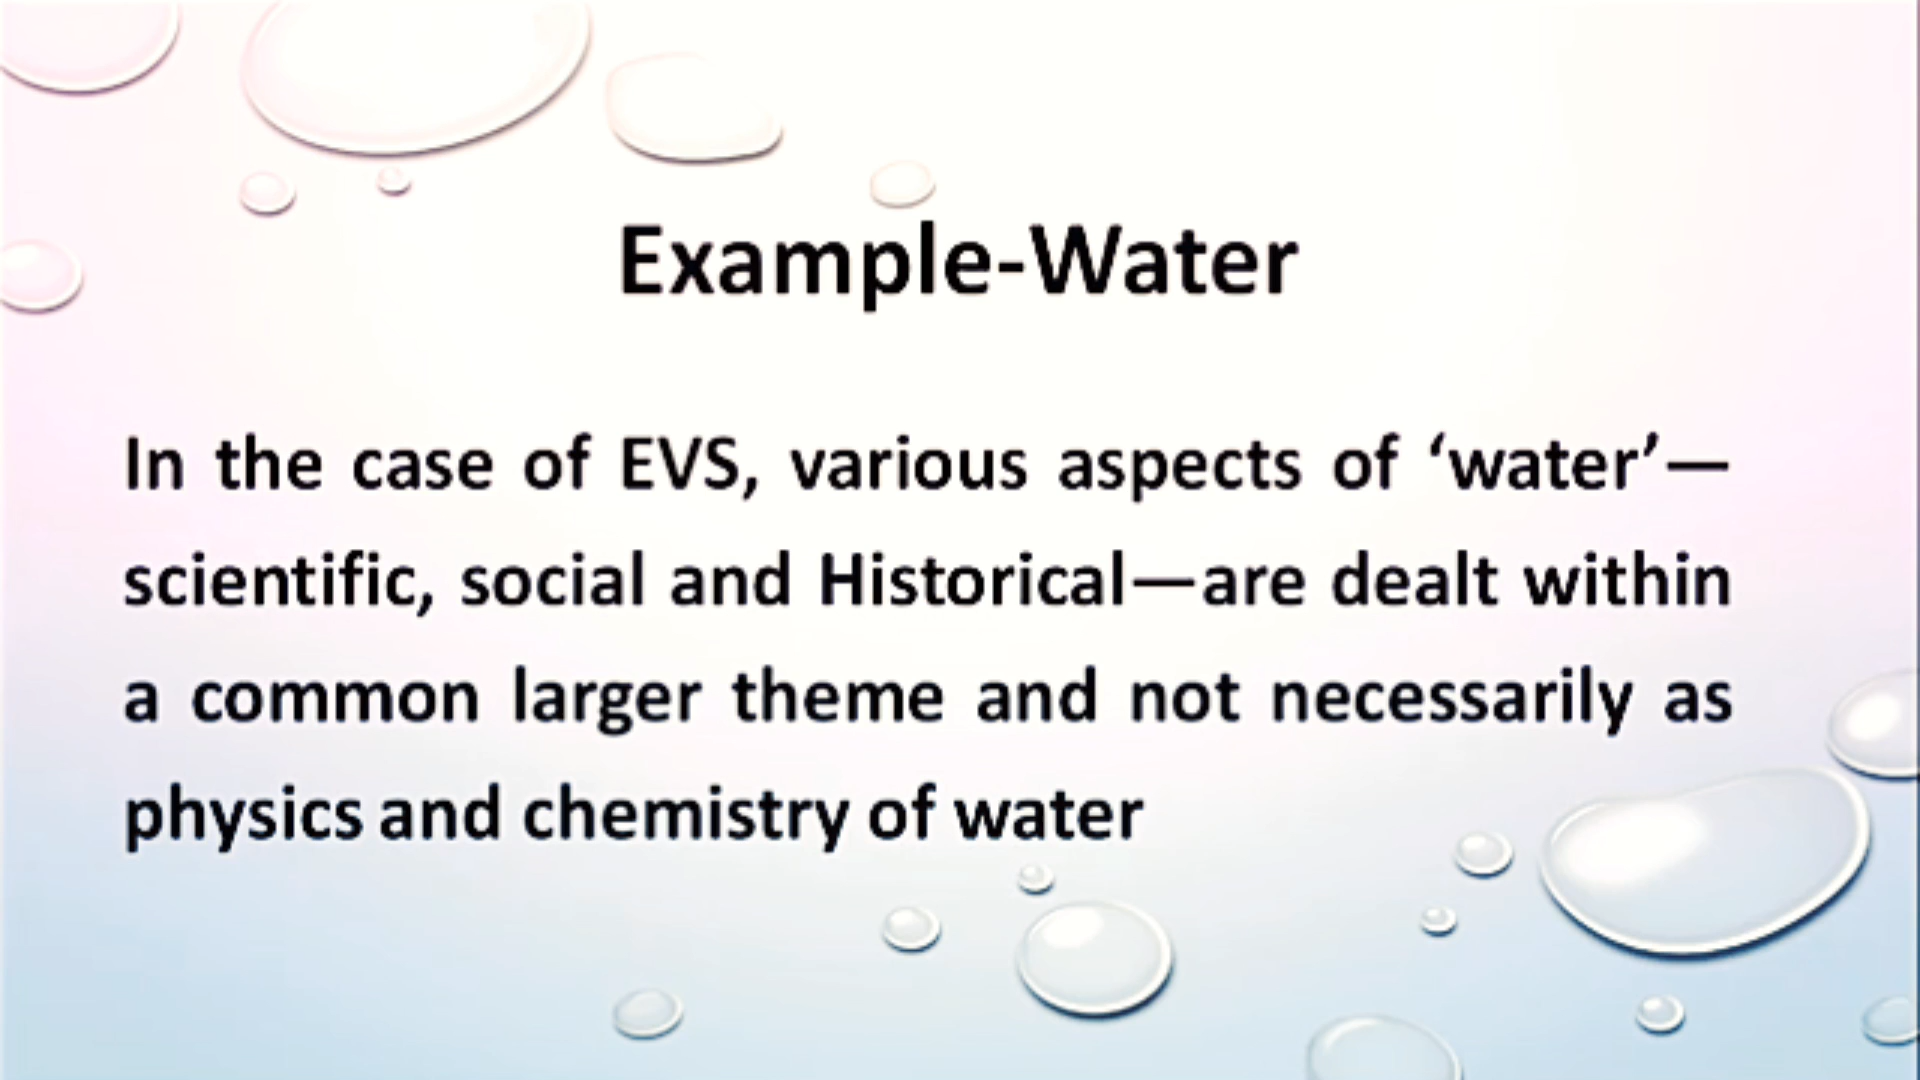 Example-Water
In the case of EVS, various aspects of ‘water’—
scientific, social and Historical—are dealt within
a common larger theme and not necessarily as
physics and chemistry of water